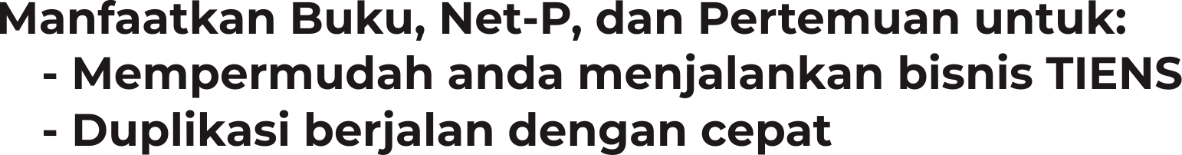 Manfaatkan Buku, Net-P, dan Pertemuan untuk:
- Mempermudah anda menjalankan bisnis TIENS
- Duplikasi berjalan dengan cepat